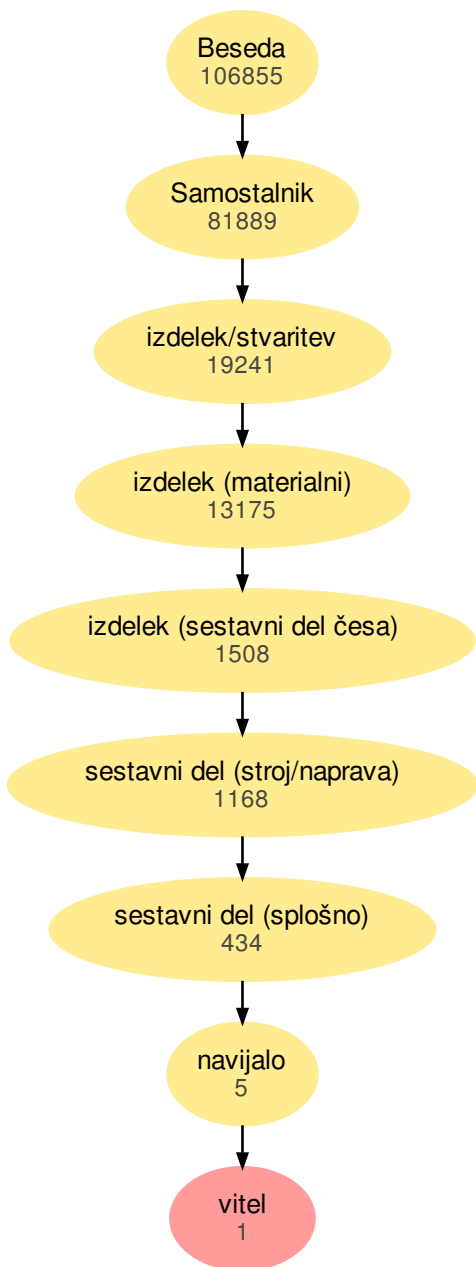 Beseda
106855
Samostalnik
81889
izdelek/stvaritev
19241
izdelek (materialni)
13175
izdelek (sestavni del česa)
1508
sestavni del (stroj/naprava)
1168
sestavni del (splošno)
434
navijalo
5
vitel
1